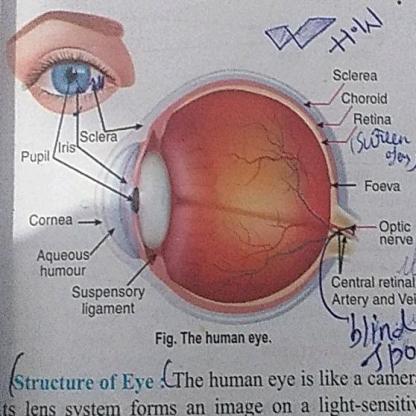 H.W
Sclerea
Choroid
Retina
(Screen
Iris
Sclera
Pupil
Foeva
Cornea
Optic
nerve
Aqueous
humour
Central retinal
Artery and Vei
Suspensory
ligament
blind
spo
Fig. The human eye.
(Structure of Eye : (The human eye is like a camer
ts lens system forms an image on a light-sensitiv